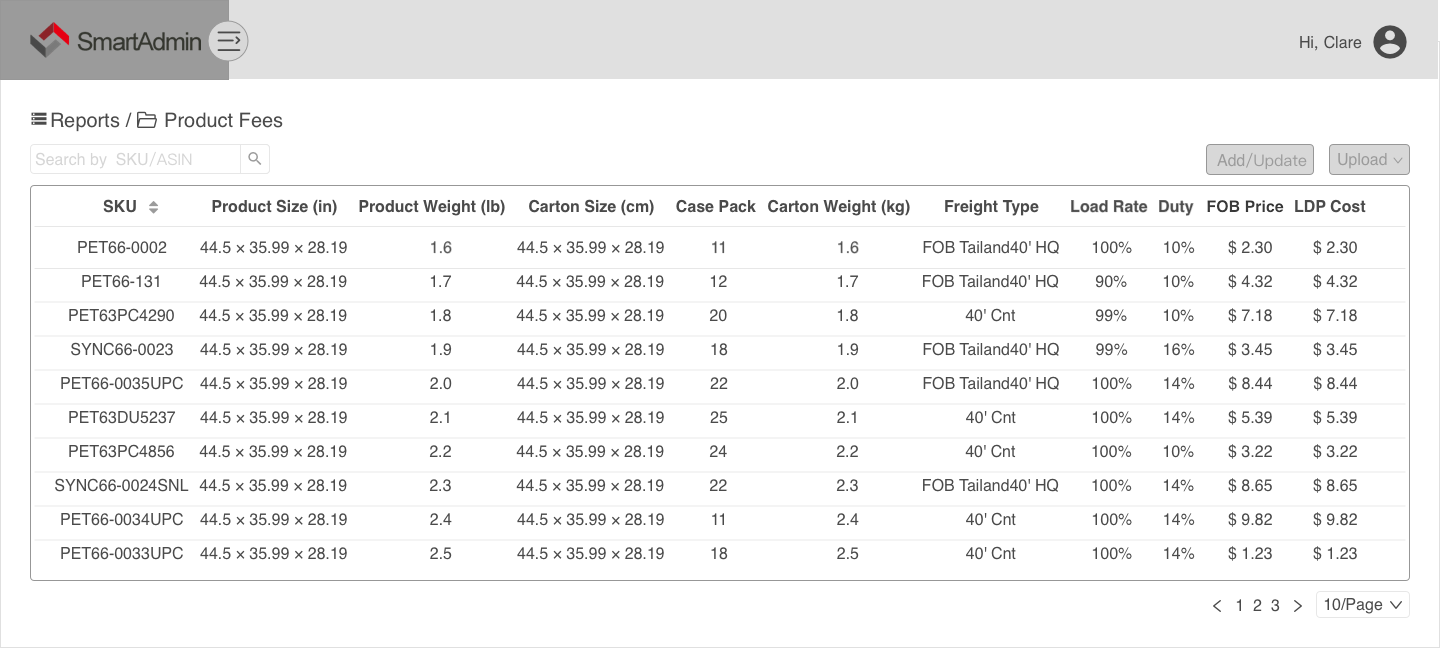 SmartAdmin
Hi, Clare
Reports / Product Fees
Search by SKU/ASIN
Add/Update Upload
SKU Product Size (in) Product Weight (lb) Carton Size (cm) Case Pack Carton Weight (kg) Freight Type Load Rate Duty FOB Price LDP Cost
PET66-0002 44.5 × 35.99 × 28.19 1.6 44.5 × 35.99 × 28.19 11 1.6 FOB Tailand40' HQ 100% 10% $ 2.30 $ 2.30
PET66-131 44.5 × 35.99 × 28.19 1.7 44.5 × 35.99 × 28.19 12 1.7 FOB Tailand40' HQ 90% 10% $ 4.32 $ 4.32
PET63PC4290 44.5 × 35.99 × 28.19 1.8 44.5 × 35.99 × 28.19 20 1.8 40' Cnt 99% 10% $ 7.18 $ 7.18
SYNC66-0023 44.5 × 35.99 × 28.19 1.9 44.5 × 35.99 × 28.19 18 1.9 FOB Tailand40' HQ 99% 16% $ 3.45 $ 3.45
PET66-0035UPC 44.5 × 35.99 × 28.19 2.0 44.5 × 35.99 × 28.19 22 2.0 FOB Tailand40' HQ 100% 14% $ 8.44 $ 8.44
PET63DU5237 44.5 × 35.99 × 28.19 2.1 44.5 × 35.99 × 28.19 25 2.1 40' Cnt 100% 14% $ 5.39 $ 5.39
PET63PC4856 44.5 × 35.99 × 28.19 2.2 44.5 × 35.99 × 28.19 24 2.2 40' Cnt 100% 10% $ 3.22 $ 3.22
SYNC66-0024SNL 44.5 × 35.99 × 28.19 2.3 44.5 × 35.99 × 28.19 22 2.3 FOB Tailand40' HQ 100% 14% $ 8.65 $ 8.65
PET66-0034UPC 44.5 × 35.99 × 28.19 2.4 44.5 × 35.99 × 28.19 11 2.4 40' Cnt 100% 14% $ 9.82 $ 9.82
PET66-0033UPC 44.5 × 35.99 × 28.19 2.5 44.5 × 35.99 × 28.19 18 2.5 40' Cnt 100% 14% $ 1.23 $ 1.23
1 2 3 10/Page